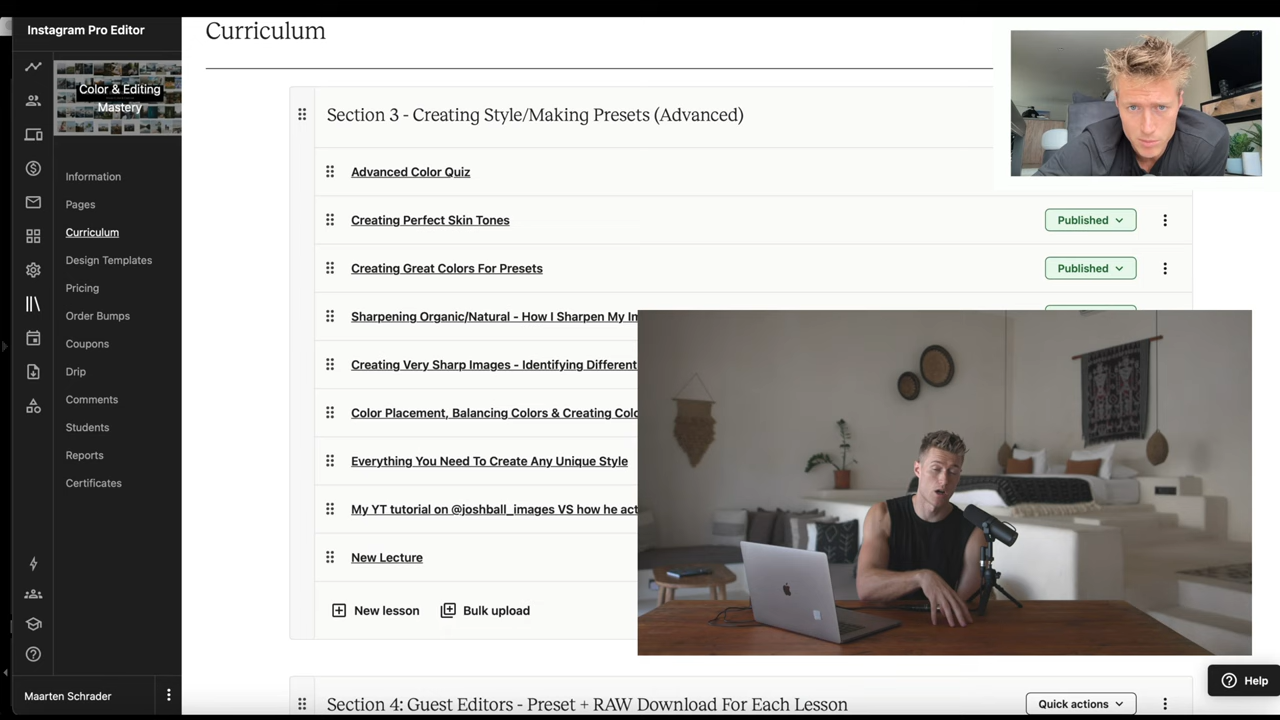 Instagram Pro Editor
Color & Editing
Mastery
Information
Pages
Curriculum
Design Templates
Pricing
Order Bumps
Coupons
Drip
Comments
Students
Reports
Certificates
Maarten Schrader
Curriculum
Section 3 - Creating Style/Making Presets (Advanced)
Advanced Color Quiz
Creating Perfect Skin Tones
Published
Creating Great Colors For Presets
Published
Sharpening Organic/Natural - How I Sharpen My Im
Creating Very Sharp Images - Identifying Different
Color Placement, Balancing Colors & Creating Colo
Everything You Need To Create Any Unique Style
My YT tutorial on @joshball_images VS how he act
New Lecture
New lesson
Bulk upload
Section 4: Guest Editors - Preset + RAW Download For Each Lesson
Quick actions
Help